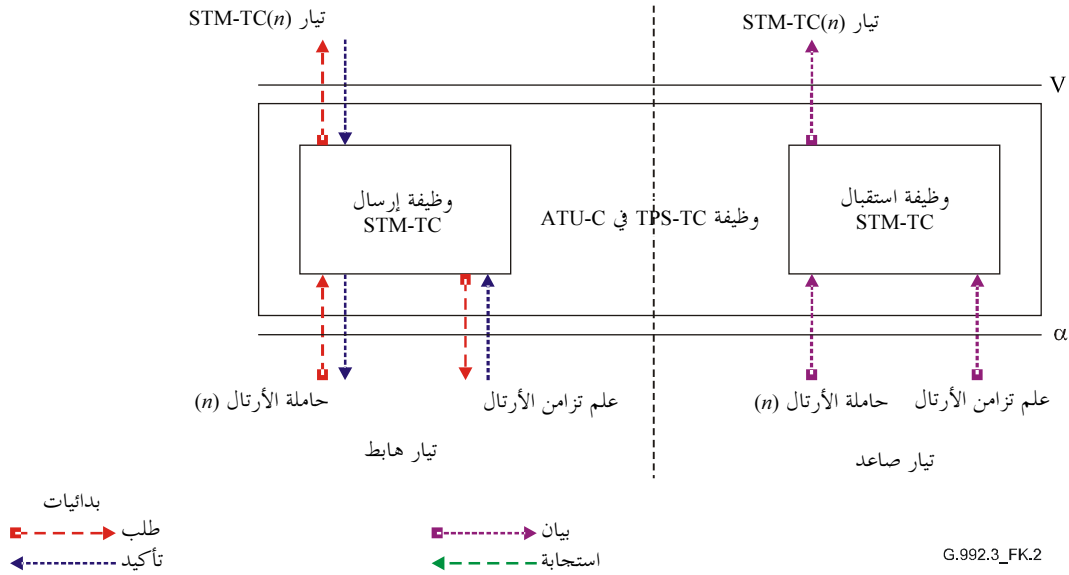 تيار STM-TC(n)
تيار STM-TC(n)
V
وظيفة إرسال
STM-TC
وظيفة TPS-TC في ATU-C
وظيفة استقبال
STM-TC
α
حاملة الأرتال (n)
علم تزامن الأرتال
حاملة الأرتال (n)
علم تزامن الأرتال
تيار هابط
تيار صاعد
بدائيات
طلب
تأكيد
بيان
استجابة
G.992.3_FK.2